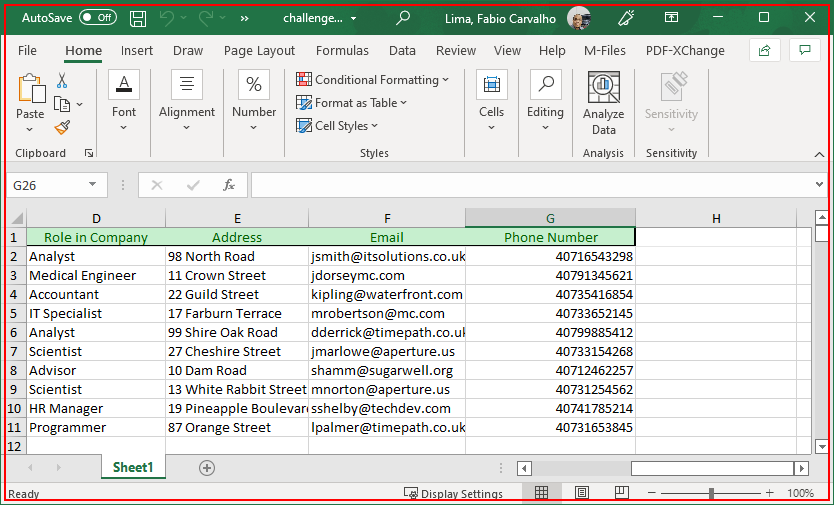 AutoSave Off » challenge... Lima, Fabio Carvalho
File Home Insert Draw Page Layout Formulas Data Review View Help M-Files PDF-XChange
Paste
A Font
Alignment
% Number
Conditional Formatting
Format as Table
Cell Styles
Cells
Editing
Analyze Data
Sensitivity
Clipboard Styles Analysis Sensitivity
G26 fx
D E F G H
1 Role in Company Address Email Phone Number
2 Analyst 98 North Road jsmith@itsolutions.co.uk 40716543298
3 Medical Engineer 11 Crown Street jdorseymc.com 40791345621
4 Accountant 22 Guild Street kipling@waterfront.com 40735416854
5 IT Specialist 17 Farburn Terrace mrobertson@mc.com 40733652145
6 Analyst 99 Shire Oak Road dderrick@timepath.co.uk 40799885412
7 Scientist 27 Cheshire Street jmarlowe@aperture.us 40733154268
8 Advisor 10 Dam Road shamm@sugarwell.org 40712462257
9 Scientist 13 White Rabbit Street mnorton@aperture.us 40731254562
10 HR Manager 19 Pineapple Boulevard sshelby@techdev.com 40741785214
11 Programmer 87 Orange Street lpalmer@timepath.co.uk 40731653845
12
Sheet1
Ready Display Settings 100%